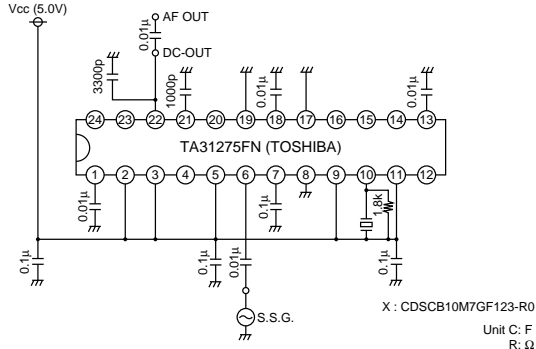 Vcc (5.0V)
AF OUT
0.01μ
DC-OUT
3300p
1000p
0.01μ
0.01μ
24 23 22 21 20 19 18 17 16 15 14 13
TA31275FN (TOSHIBA)
1 2 3 4 5 6 7 8 9 10 11 12
0.01μ
0.1μ
1.8k
0.1μ
0.1μ
0.01μ
0.1μ
S.S.G.
X : CDSCB10M7GF123-R0
Unit C: F
R: Ω